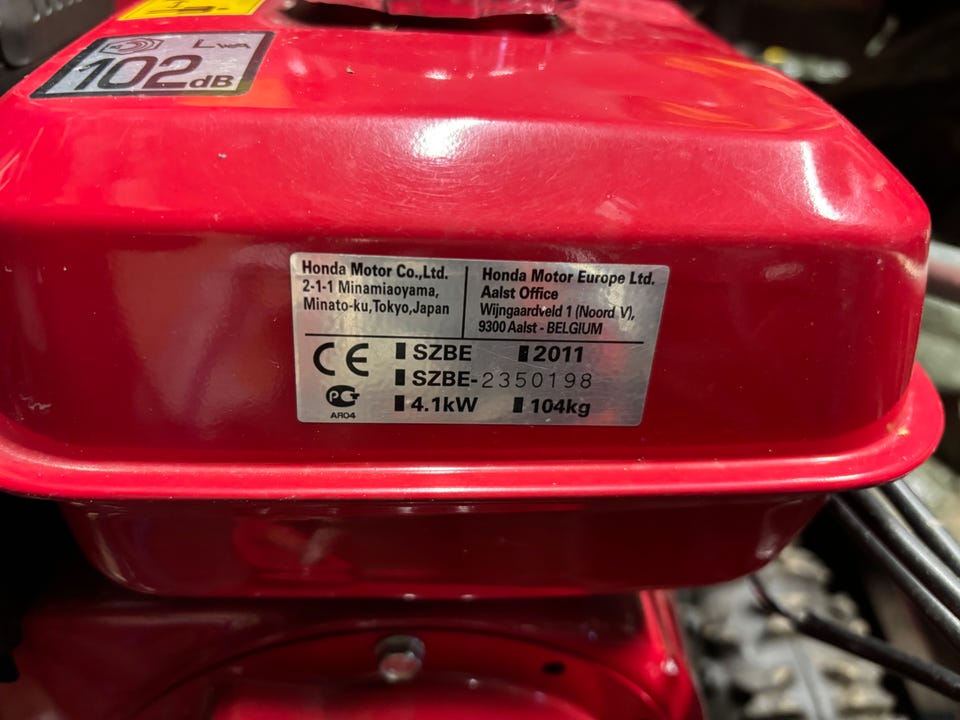 LWA
102dB
Honda Motor Co.,Ltd.
2-1-1 Minamiaoyama,
Minato-ku,Tokyo,Japan
Honda Motor Europe Ltd.
Aalst Office
Wijngaardveld 1 (Noord V),
9300 Aalst - BELGIUM
CE
SZBE 2011
SZBE-2350198
4.1kW 104kg
РСТ
AR04